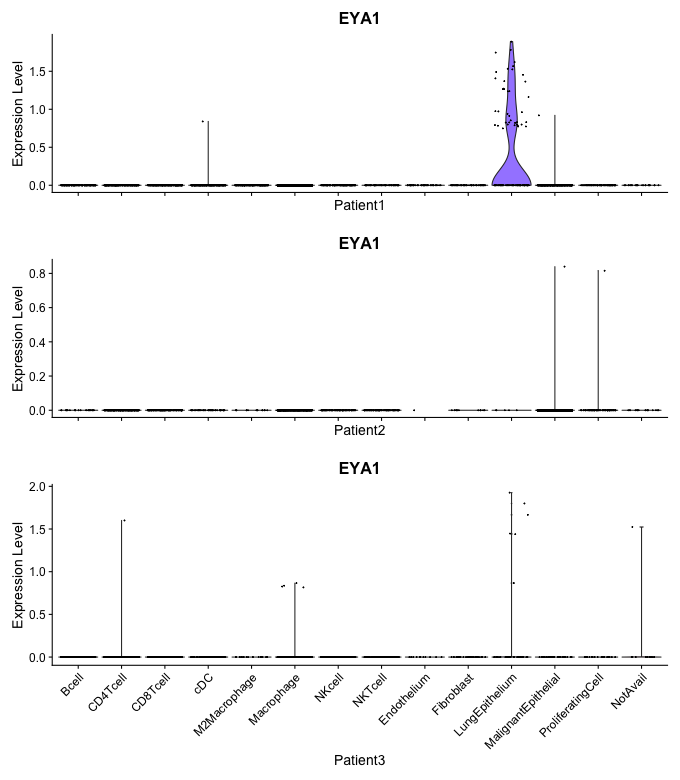 EYA1
Expression Level
1.5
1.0
0.5
0.0
Patient1
EYA1
Expression Level
0.8
0.6
0.4
0.2
0.0
Patient2
EYA1
Expression Level
2.0
1.5
1.0
0.5
0.0
Bcell
CD4Tcell
CD8Tcell
cDC
M2Macrophage
Macrophage
NKcell
NKTcell
Endothelium
Fibroblast
LungEpithelium
MalignantEpithelial
ProliferatingCell
NotAvail
Patient3